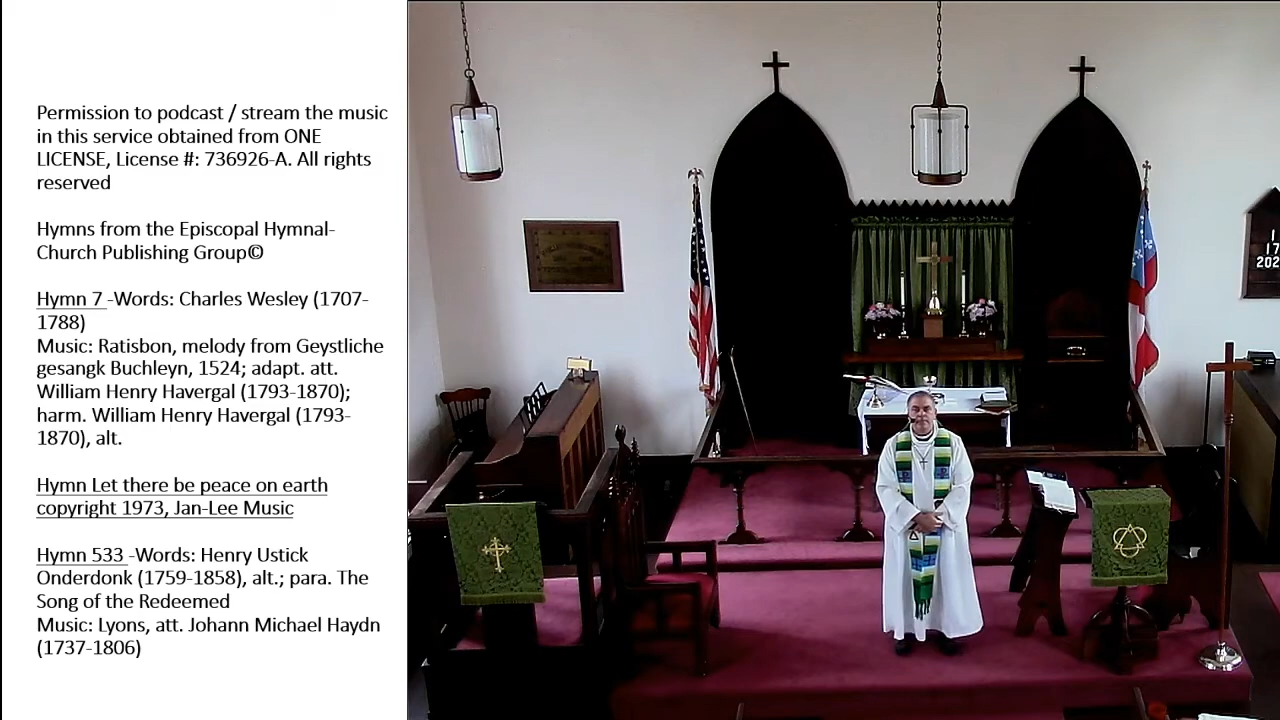 Permission to podcast / stream the music
in this service obtained from ONE
LICENSE, License #: 736926-A. All rights
reserved
Hymns from the Episcopal Hymnal-
Church Publishing Group©
Hymn 7 -Words: Charles Wesley (1707-
1788)
Music: Ratisbon, melody from Geystliche
gesangk Buchleyn, 1524; adapt. att.
William Henry Havergal (1793-1870);
harm. William Henry Havergal (1793-
1870), alt.
Hymn Let there be peace on earth
copyright 1973, Jan-Lee Music
Hymn 533 -Words: Henry Ustick
Onderdonk (1759-1858), alt.; para. The
Song of the Redeemed
Music: Lyons, att. Johann Michael Haydn
(1737-1806)
1
17
202